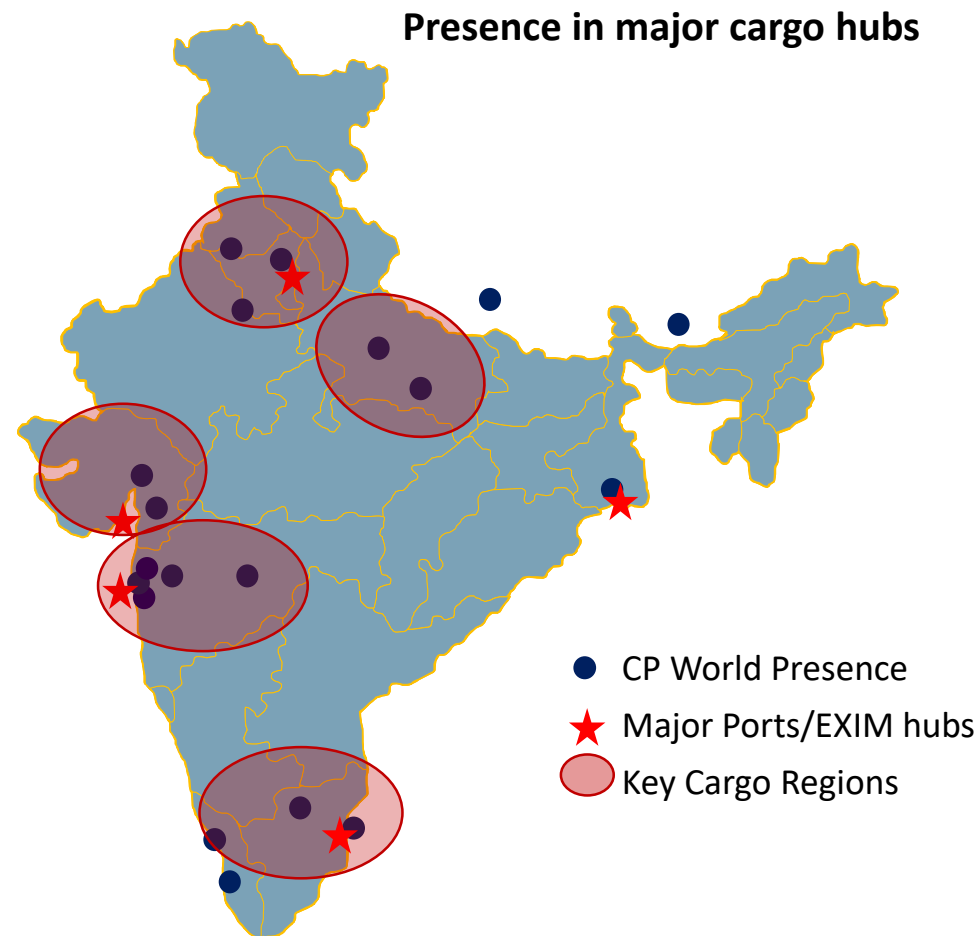 Presence in major cargo hubs
CP World Presence
Major Ports/EXIM hubs
Key Cargo Regions